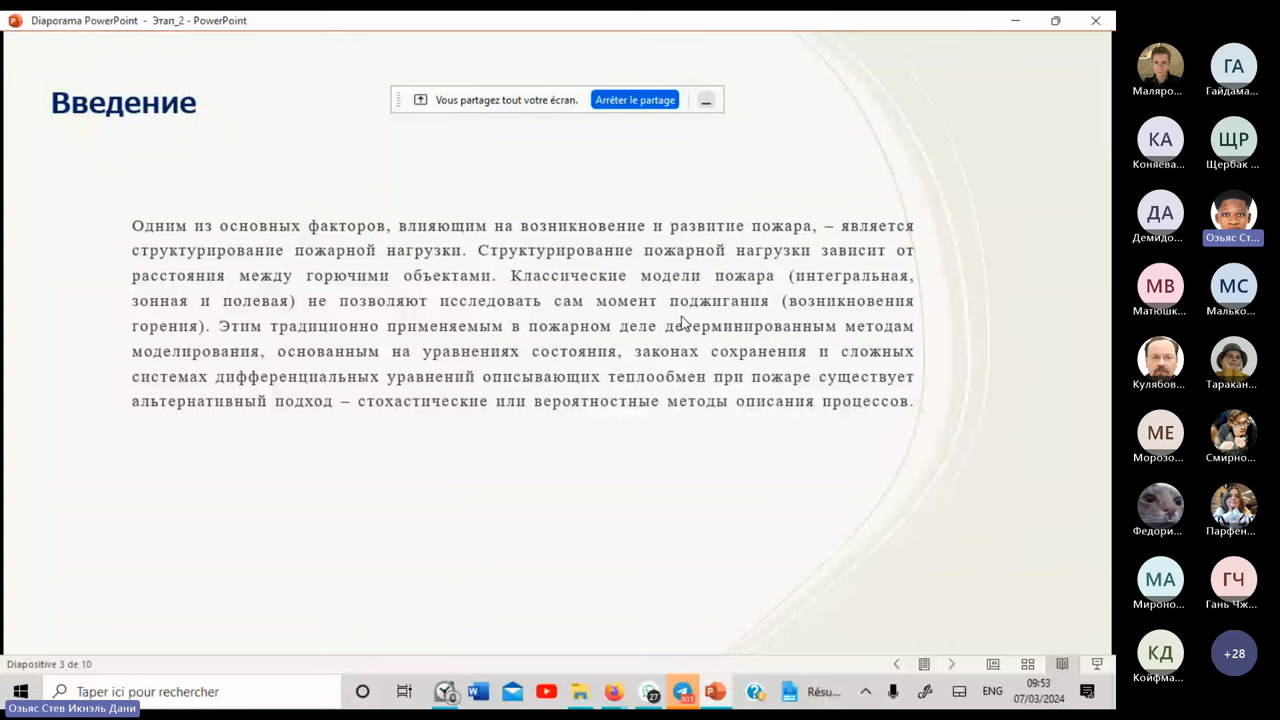 Diaporama PowerPoint - Этап_2 - PowerPoint
Введение
Vous partagez tout votre écran.
Arrêter le partage
Одним из основных факторов, влияющим на возникновение и развитие пожара, – является
структурирование пожарной нагрузки. Структурирование пожарной нагрузки зависит от
расстояния между горючими объектами. Классические модели пожара (интегральная,
зонная и полевая) не позволяют исследовать сам момент поджигания (возникновения
горения). Этим традиционно применяемым в пожарном деле детерминированным методам
моделирования, основанным на уравнениях состояния, законах сохранения и сложных
системах дифференциальных уравнений описывающих теплообмен при пожаре существует
альтернативный подход – стохастические или вероятностные методы описания процессов.
Diapositive 3 de 10
Taper ici pour rechercher
27
803
Résu...
ENG
09:53
07/03/2024
Озьяс Стев Икнэль Дани
Маляро...
ГА
Гайдама...
КА
Коняева...
ЩР
Щербак ...
ДА
Демидо...
Озьяс Ст...
МВ
Матюшк...
МС
Малько...
Кулябов...
Таракан...
МЕ
Морозо...
Смирно...
Федори...
Парфен...
МА
Мироно...
ГЧ
Гань Чж...
КД
Койфма...
+28